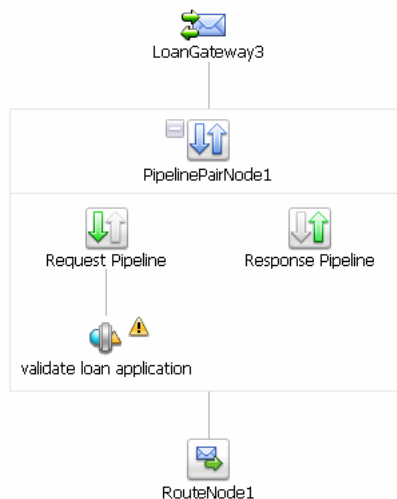 LoanGateway3
PipelinePairNode1
Request Pipeline
Response Pipeline
validate loan application
RouteNode1